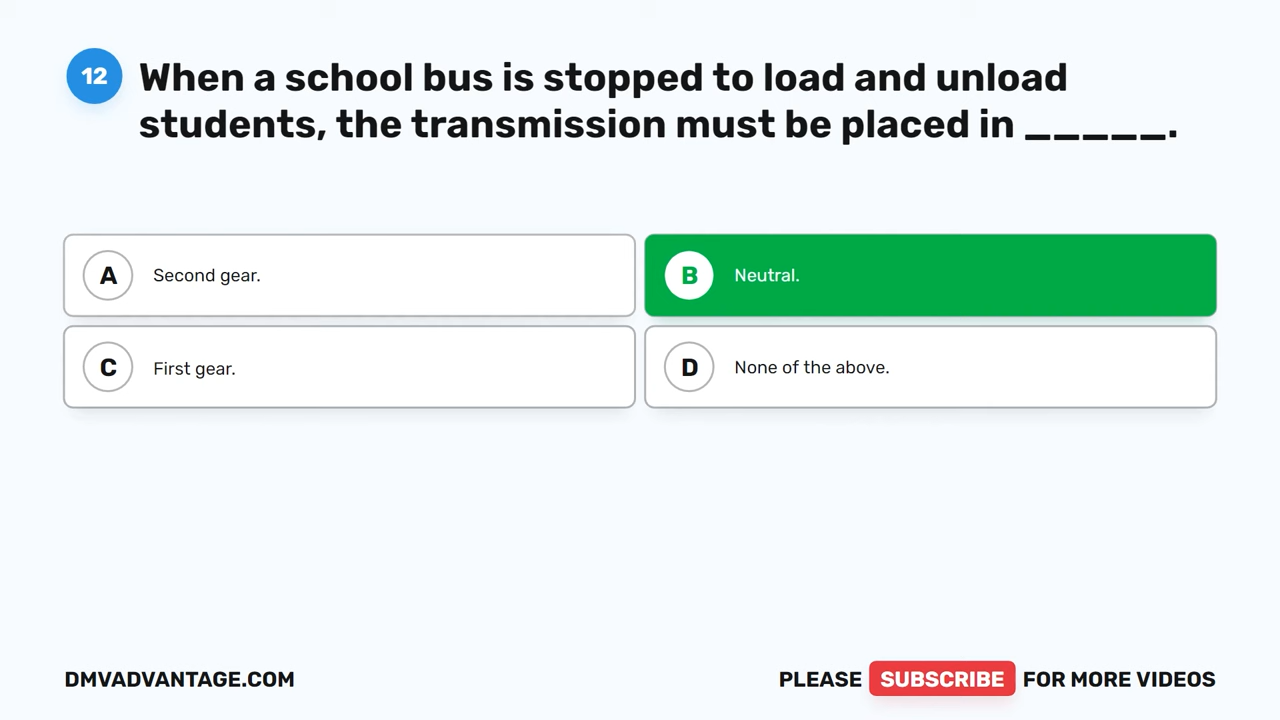 12
When a school bus is stopped to load and unload
students, the transmission must be placed in _____.
A
Second gear.
B
Neutral.
C
First gear.
D
None of the above.
DMVADVANTAGE.COM
PLEASE SUBSCRIBE FOR MORE VIDEOS